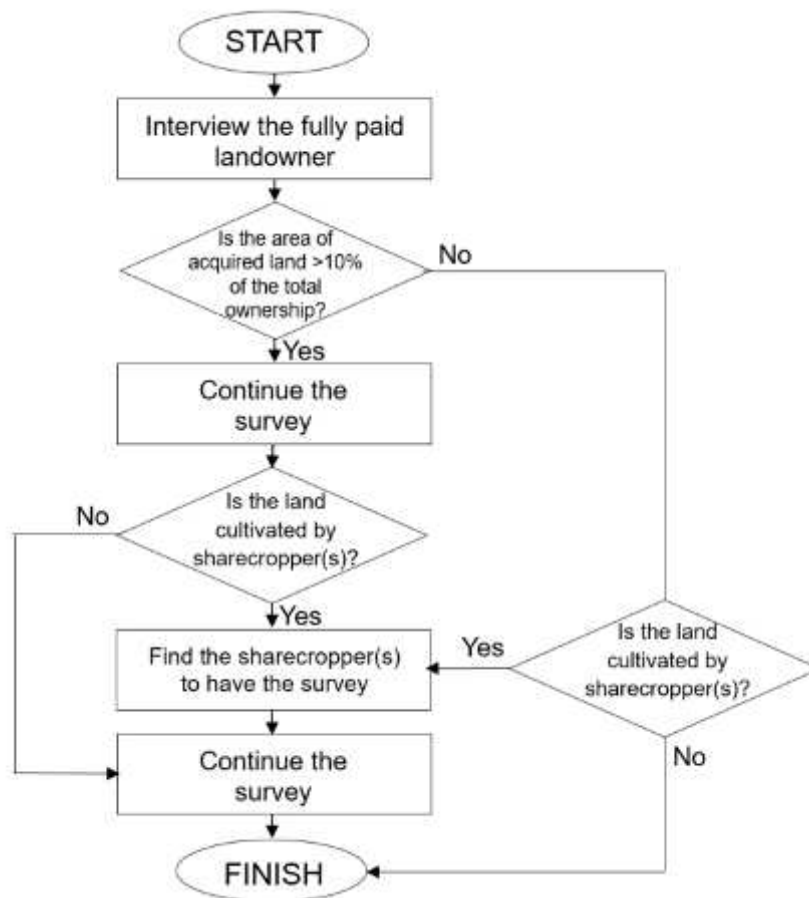 START
Interview the fully paid
landowner
Is the area of
acquired land >10%
of the total
ownership?
No
Yes
Continue the
survey
Is the land
cultivated by
sharecropper(s)?
No
Yes
Find the sharecropper(s)
to have the survey
Yes
Is the land
cultivated by
sharecropper(s)?
No
Continue the
survey
FINISH